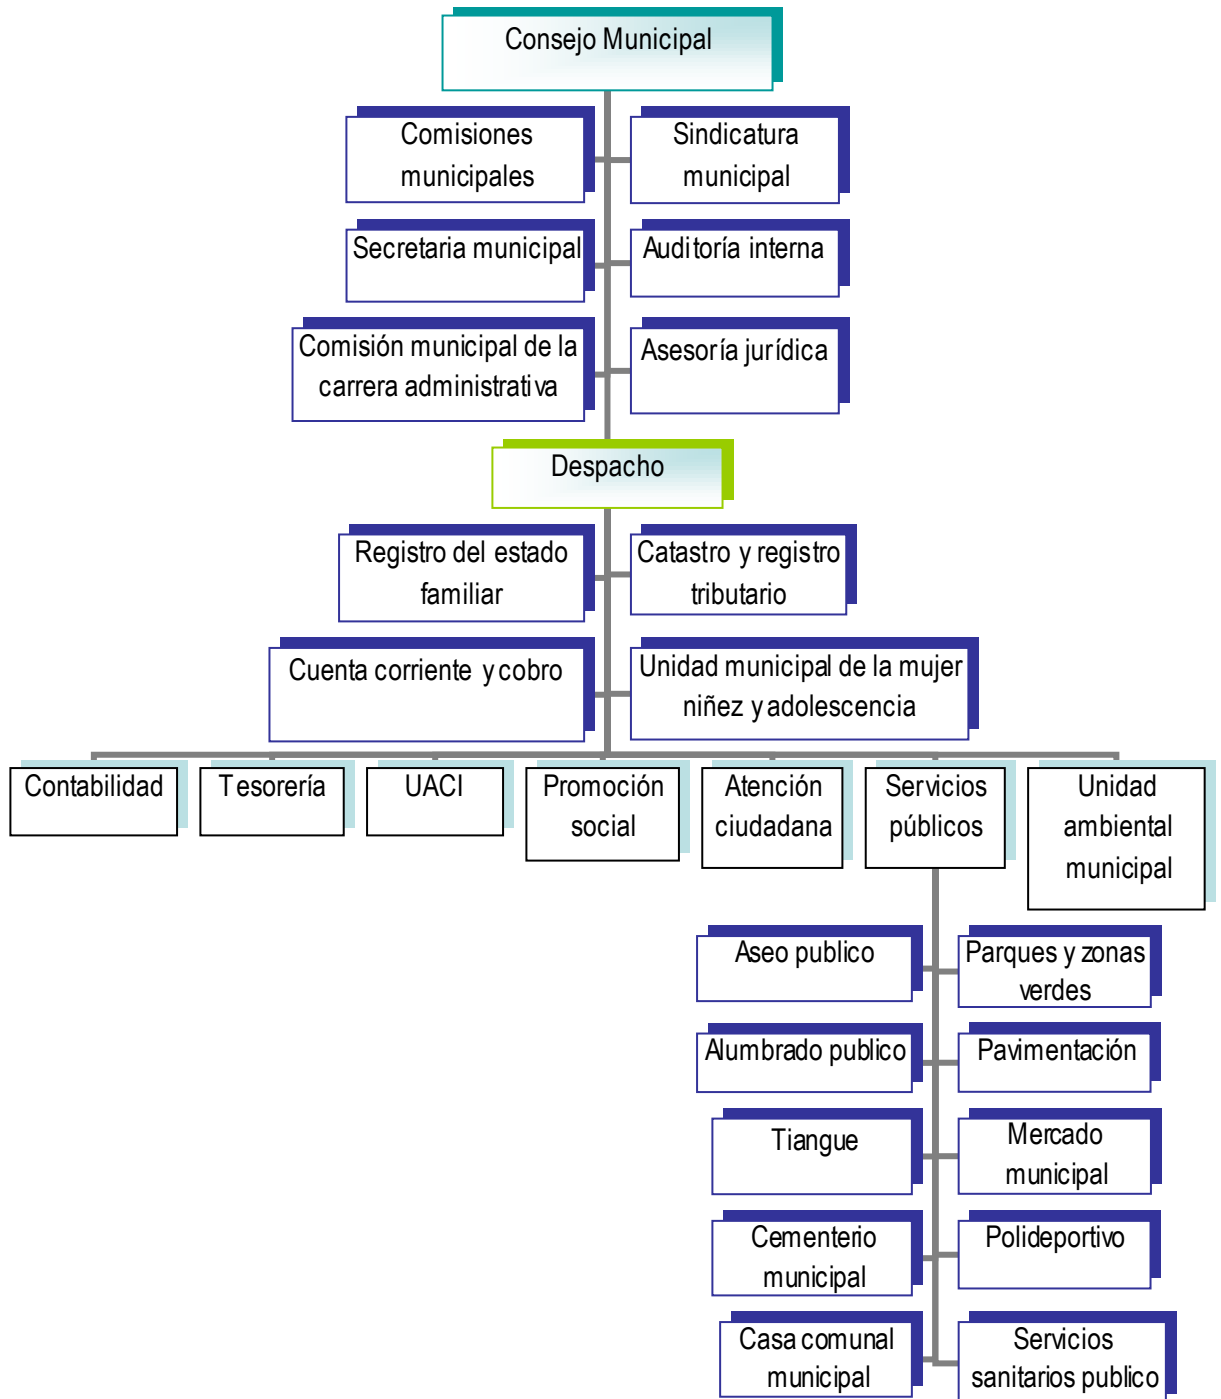 Consejo Municipal
Comisiones
municipales
Sindicatura
municipal
Secretaria municipal
Auditoría interna
Comisión municipal de la
carrera administrativa
Asesoría jurídica
Despacho
Registro del estado
familiar
Catastro y registro
tributario
Cuenta corriente y cobro
Unidad municipal de la mujer
niñez y adolescencia
Contabilidad
Tesorería
UACI
Promoción
social
Atención
ciudadana
Servicios
públicos
Unidad
ambiental
municipal
Aseo publico
Parques y zonas
verdes
Alumbrado publico
Pavimentación
Tiangue
Mercado
municipal
Cementerio
municipal
Polideportivo
Casa comunal
municipal
Servicios
sanitarios publico